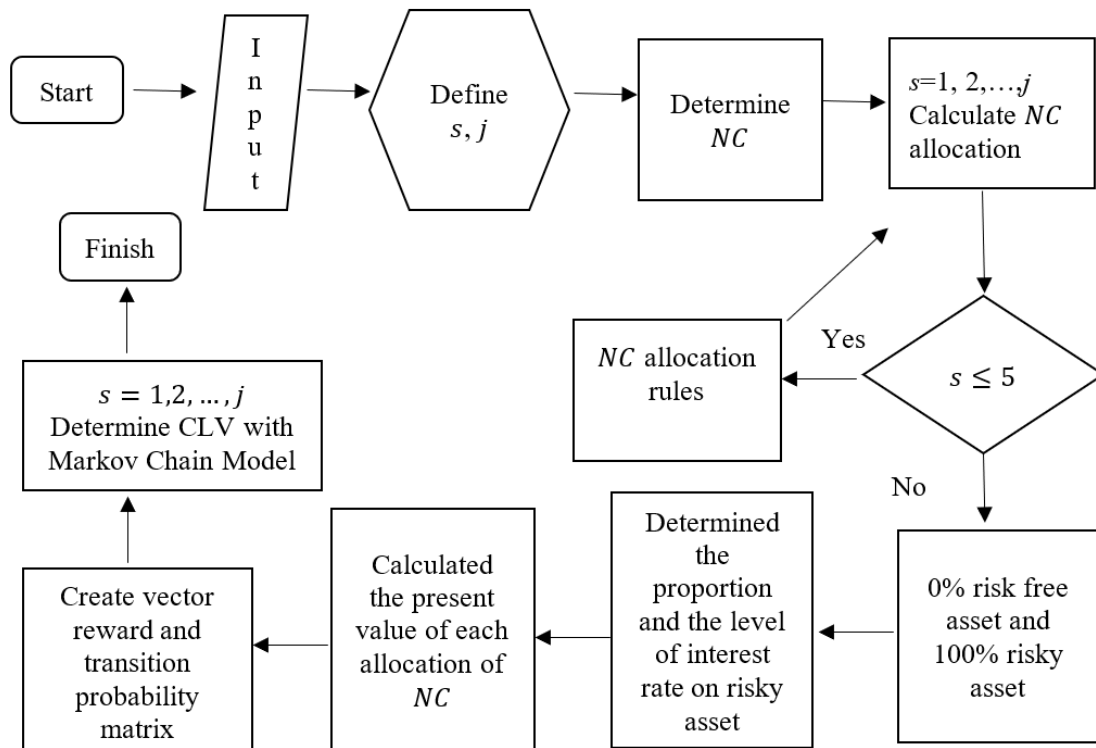 Start
I
n
p
u
t
Define
s, j
Determine
NC
s=1, 2,…,j
Calculate NC
allocation
Finish
NC allocation
rules
Yes
s ≤ 5
No
s = 1,2, … , j
Determine CLV with
Markov Chain Model
0% risk free
asset and
100% risky
asset
Determined
the
proportion
and the level
of interest
rate on risky
asset
Calculated
the present
value of each
allocation of
NC
Create vector
reward and
transition
probability
matrix